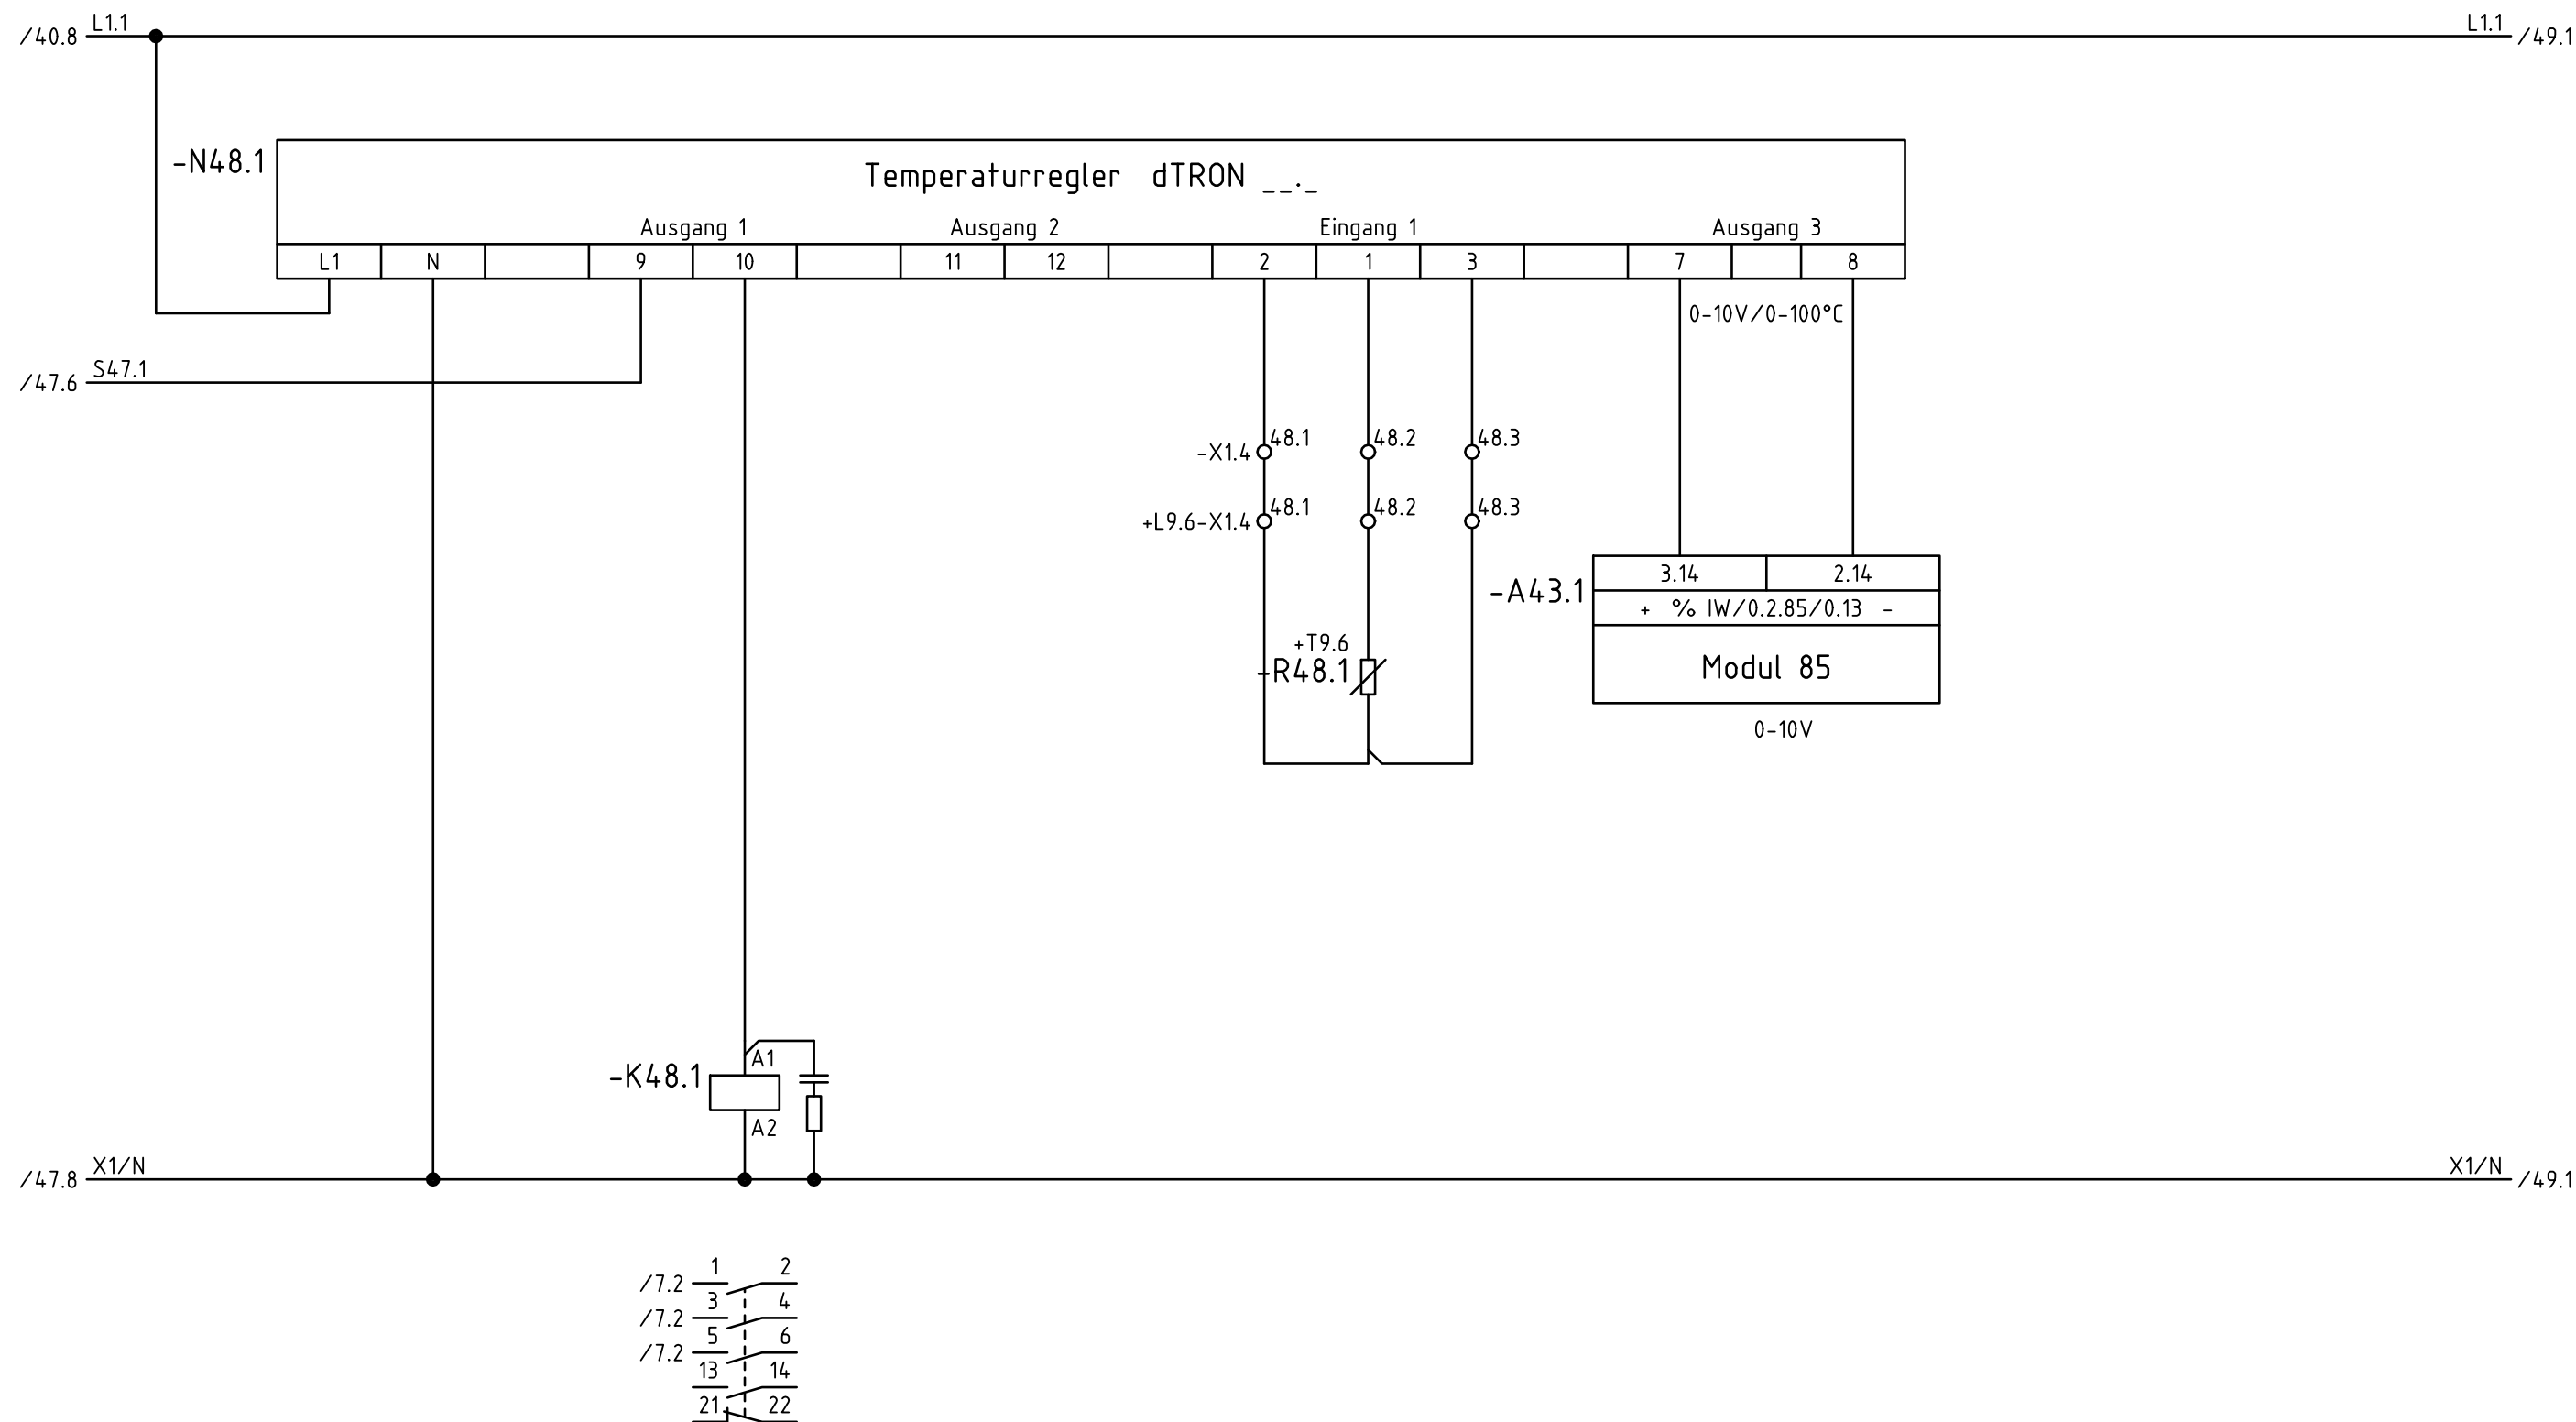 L1.1 L1.1
/40.8 /49.1
-N48.1
Temperaturregler dTRON __._
Ausgang 1 Ausgang 2 Eingang 1 Ausgang 3
L1 N 9 10 11 12 2 1 3 7 8
0-10V/0-100°C
S47.1
/47.6
48.1 48.2 48.3
-X1.4
48.1 48.2 48.3
+L9.6-X1.4
3.14 2.14
-A43.1
+ % IW/0.2.85/0.13 -
+T9.6
-R48.1
Modul 85
0-10V
A1
-K48.1
A2
X1/N X1/N
/47.8 /49.1
1 2
/7.2
3 4
/7.2
5 6
/7.2
13 14
21 22